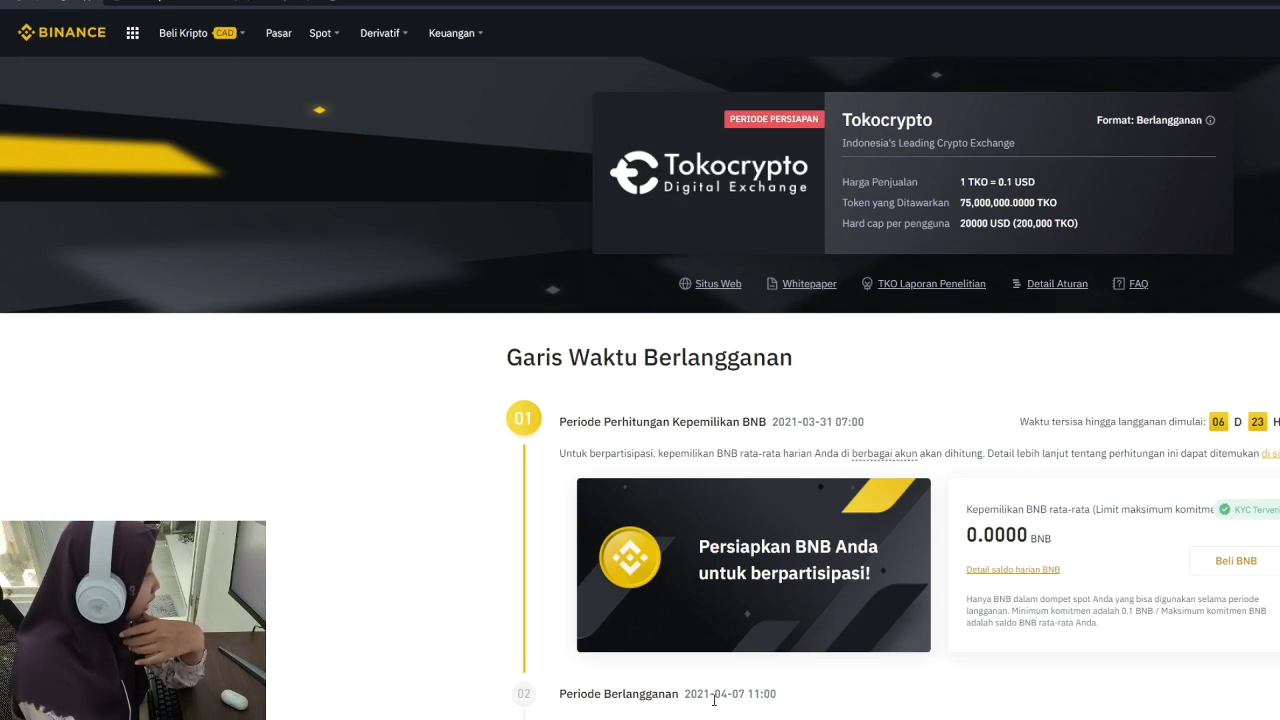 BINANCE
Beli Kripto CAD
Pasar
Spot
Derivatif
Keuangan
PERIODE PERSIAPAN
Tokocrypto
Digital Exchange
Tokocrypto
Format: Berlangganan
Indonesia's Leading Crypto Exchange
Harga Penjualan 1 TKO = 0.1 USD
Token yang Ditawarkan 75,000,000.0000 TKO
Hard cap per pengguna 20000 USD (200,000 TKO)
Situs Web
Whitepaper
TKO Laporan Penelitian
Detail Aturan
FAQ
Garis Waktu Berlangganan
01
Periode Perhitungan Kepemilikan BNB 2021-03-31 07:00
Waktu tersisa hingga langganan dimulai: 06 D 23 H
Untuk berpartisipasi, kepemilikan BNB rata-rata harian Anda di berbagai akun akan dihitung. Detail lebih lanjut tentang perhitungan ini dapat ditemukan di si
Persiapkan BNB Anda
untuk berpartisipasi!
Kepemilikan BNB rata-rata (Limit maksimum komitme
KYC Terveri
0.0000 BNB
Beli BNB
Detail saldo harian BNB
Hanya BNB dalam dompet spot Anda yang bisa digunakan selama periode
langganan. Minimum komitmen adalah 0.1 BNB / Maksimum komitmen BNB
adalah saldo BNB rata-rata Anda.
02
Periode Berlangganan 2021-04-07 11:00